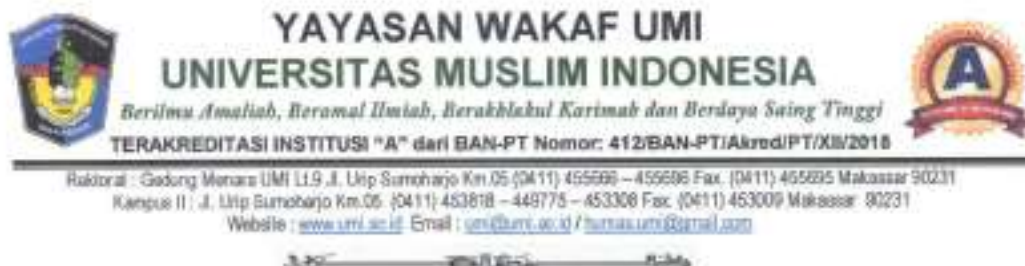 YAYASAN WAKAF UMI
UNIVERSITAS MUSLIM INDONESIA
Berilmu Amaliah, Beramal Ilmiah, Berakhlakul Karimah dan Berdaya Saing Tinggi
TERAKREDITASI INSTITUSI "A" dari BAN-PT Nomor: 412/BAN-PT/Akred/PT/XII/2018
Rektorat : Gedung Menara UMI Lt.9 Jl. Urip Sumoharjo Km.05 (0411) 455666 – 455696 Fax. (0411) 455695 Makassar 90231
Kampus II : Jl. Urip Sumoharjo Km.05 (0411) 453818 – 449775 – 453308 Fax. (0411) 453009 Makassar 90231
Website : www.umi.ac.id Email : umi@umi.ac.id / humas.umi@gmail.com
A